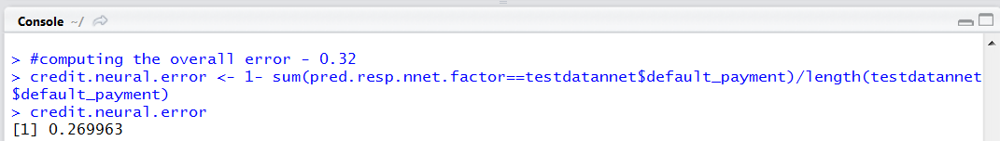 Console ~/
> #computing the overall error - 0.32
> credit.neural.error <- 1- sum(pred.resp.nnet.factor==testdatannet$default_payment)/length(testdatannet
$default_payment)
> credit.neural.error
[1] 0.269963